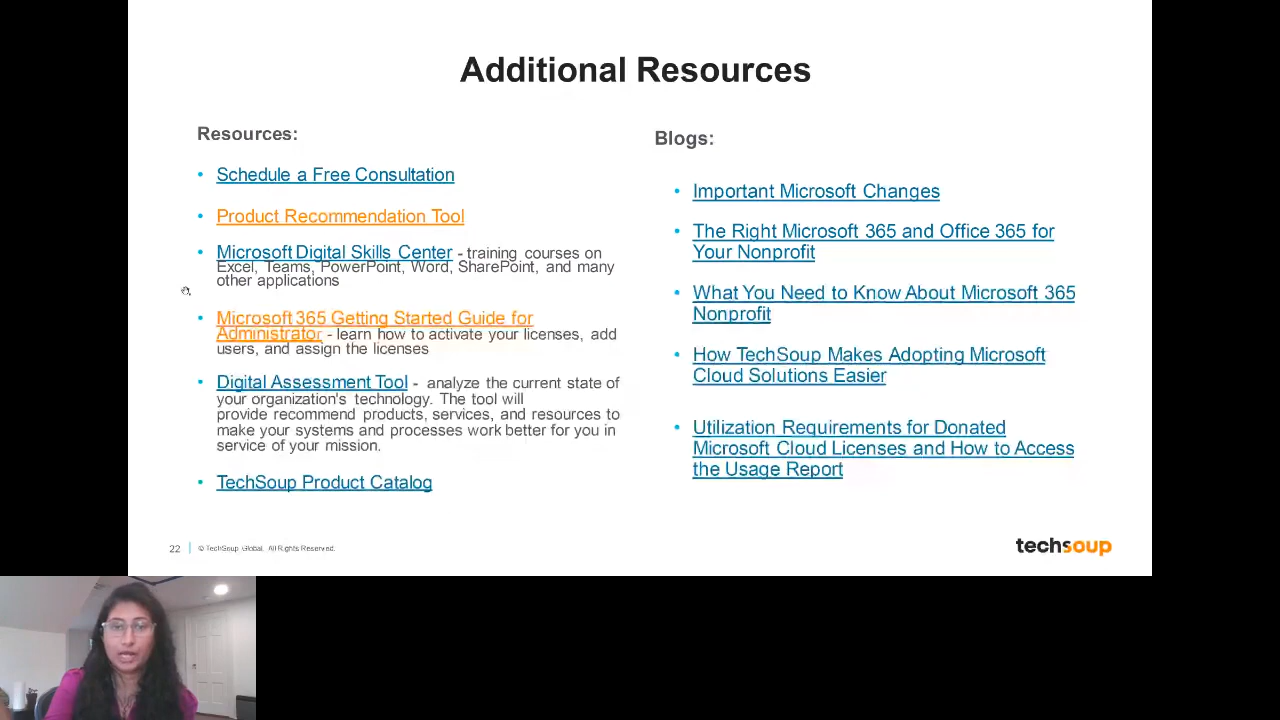 Additional Resources
Resources:
• Schedule a Free Consultation
• Product Recommendation Tool
• Microsoft Digital Skills Center - training courses on
Excel, Teams, PowerPoint, Word, SharePoint, and many
other applications
• Microsoft 365 Getting Started Guide for
Administrator - learn how to activate your licenses, add
users, and assign the licenses
• Digital Assessment Tool - analyze the current state of
your organization's technology. The tool will
provide recommend products, services, and resources to
make your systems and processes work better for you in
service of your mission.
• TechSoup Product Catalog
Blogs:
• Important Microsoft Changes
• The Right Microsoft 365 and Office 365 for
Your Nonprofit
• What You Need to Know About Microsoft 365
Nonprofit
• How TechSoup Makes Adopting Microsoft
Cloud Solutions Easier
• Utilization Requirements for Donated
Microsoft Cloud Licenses and How to Access
the Usage Report
22 | © TechSoup Global. All Rights Reserved.
techsoup